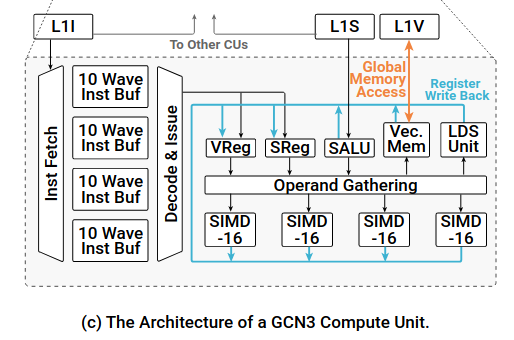 L1I
L1S
L1V
To Other CUs
Global
Memory
Access
Register
Write Back
Inst Fetch
10 Wave
Inst Buf
10 Wave
Inst Buf
10 Wave
Inst Buf
10 Wave
Inst Buf
Decode & Issue
VReg
SReg
SALU
Vec.
Mem
LDS
Unit
Operand Gathering
SIMD
-16
SIMD
-16
SIMD
-16
SIMD
-16
(c) The Architecture of a GCN3 Compute Unit.